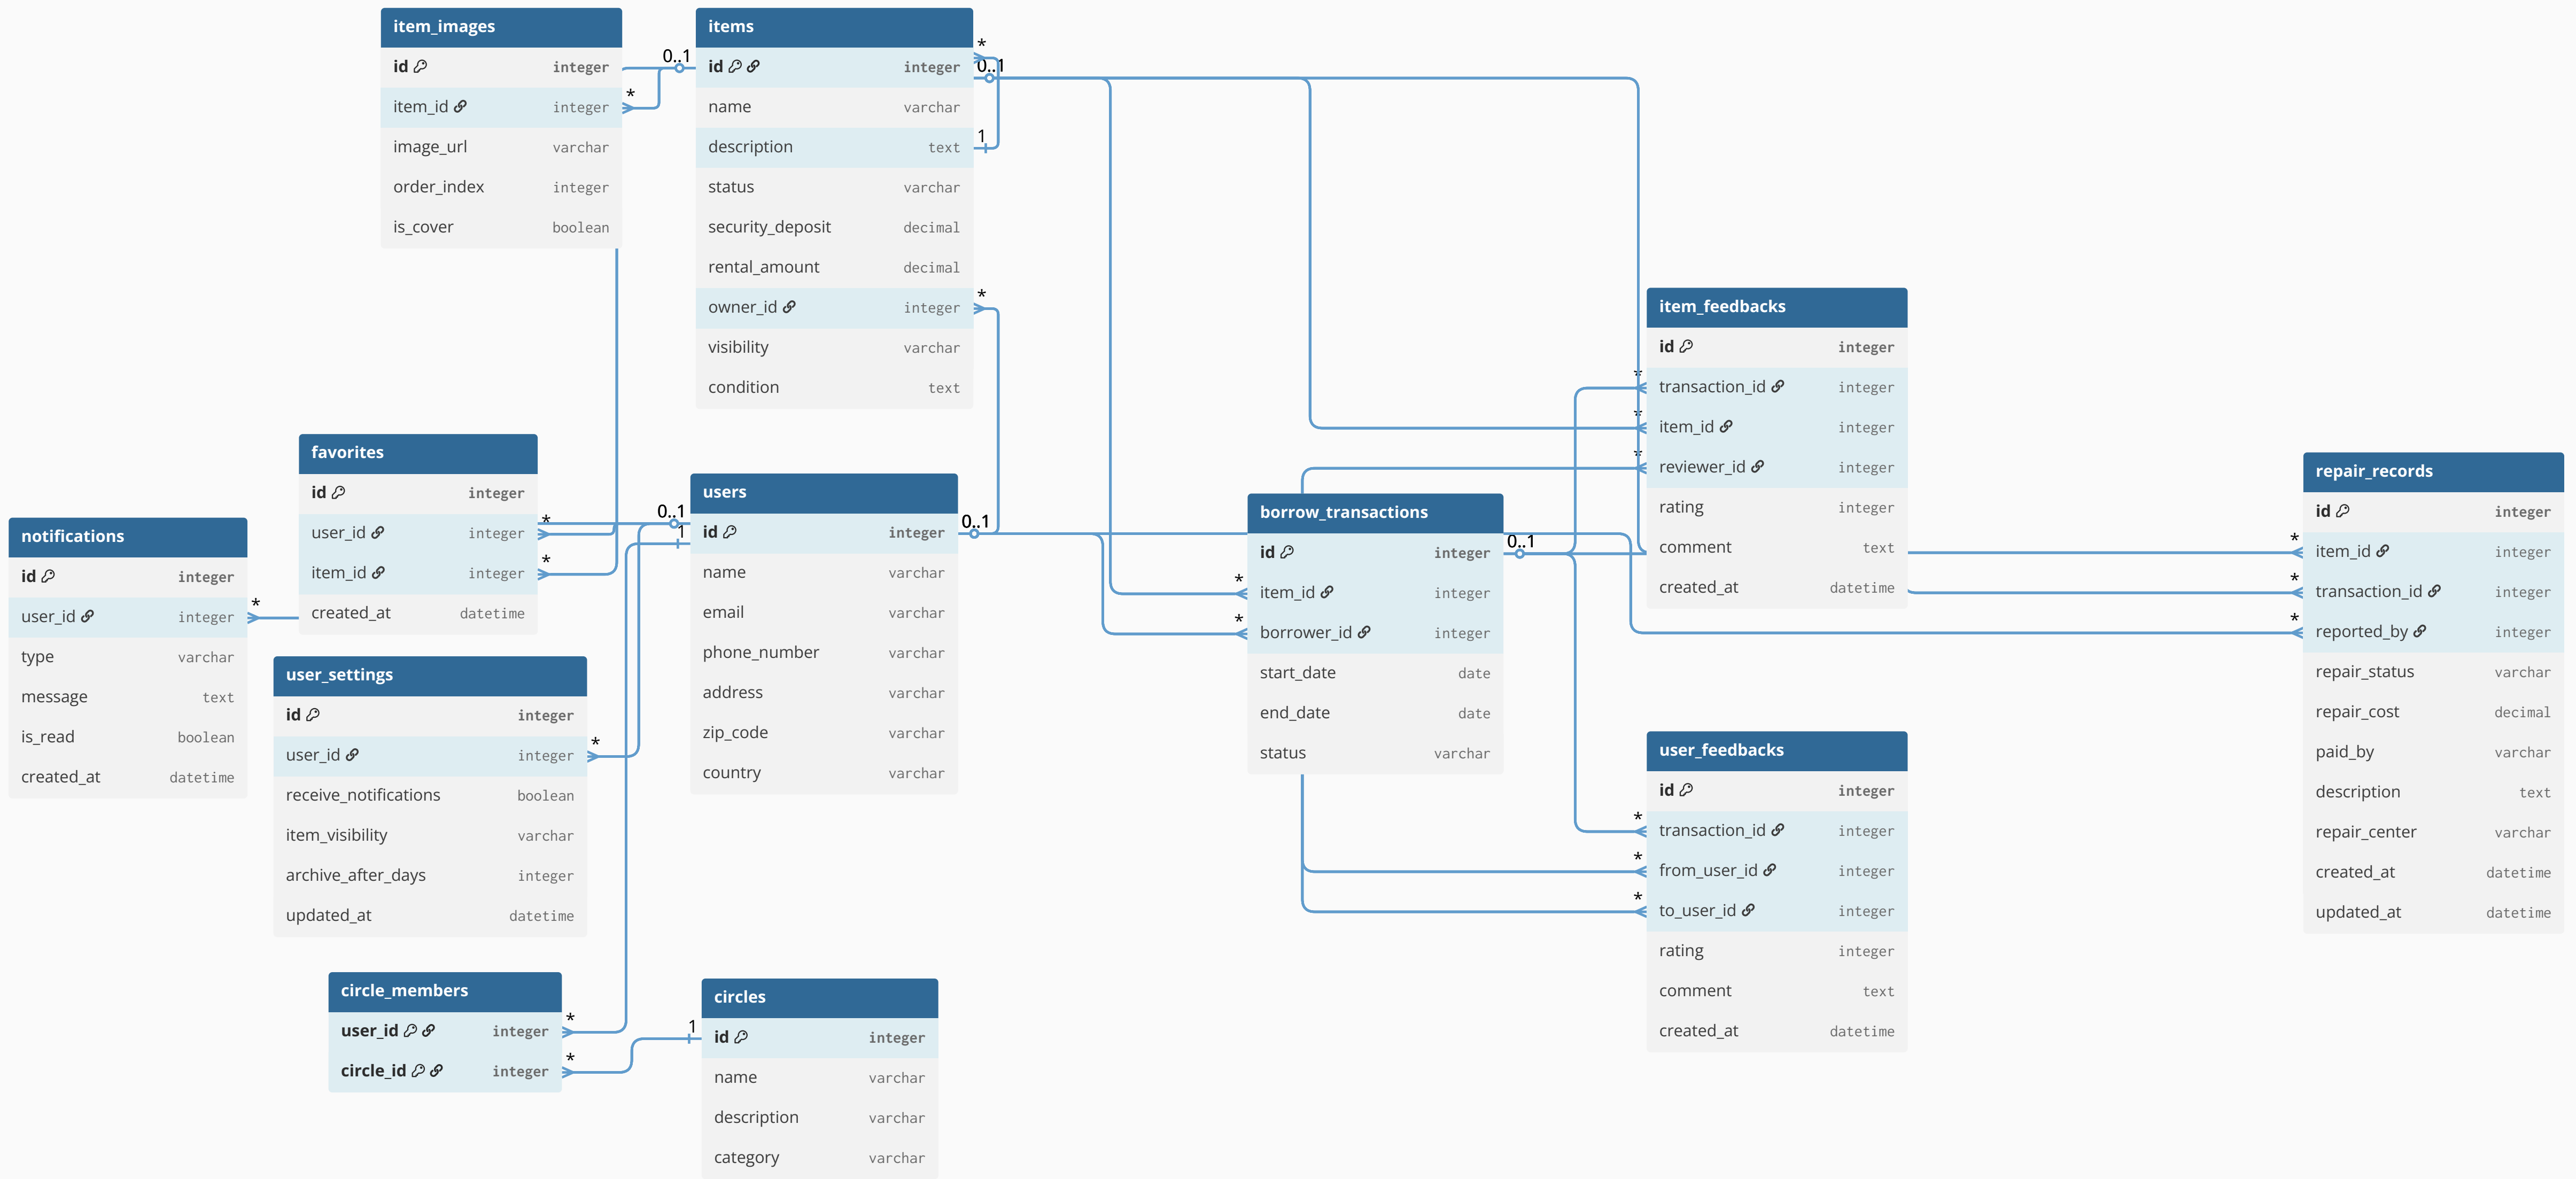 item_images
id integer
item_id integer
image_url varchar
order_index integer
is_cover boolean
0..1
*
items
id integer
name varchar
description text
status varchar
security_deposit decimal
rental_amount decimal
owner_id integer
visibility varchar
condition text
*
0..1
1
*
favorites
id integer
user_id integer
item_id integer
created_at datetime
*
*
notifications
id integer
user_id integer
type varchar
message text
is_read boolean
created_at datetime
*
user_settings
id integer
user_id integer
receive_notifications boolean
item_visibility varchar
archive_after_days integer
updated_at datetime
*
0..1
1
users
id integer
name varchar
email varchar
phone_number varchar
address varchar
zip_code varchar
country varchar
0..1
circle_members
user_id integer
circle_id integer
*
*
1
circles
id integer
name varchar
description varchar
category varchar
*
*
borrow_transactions
id integer
item_id integer
borrower_id integer
start_date date
end_date date
status varchar
0..1
*
*
*
item_feedbacks
id integer
transaction_id integer
item_id integer
reviewer_id integer
rating integer
comment text
created_at datetime
*
*
*
user_feedbacks
id integer
transaction_id integer
from_user_id integer
to_user_id integer
rating integer
comment text
created_at datetime
*
*
*
repair_records
id integer
item_id integer
transaction_id integer
reported_by integer
repair_status varchar
repair_cost decimal
paid_by varchar
description text
repair_center varchar
created_at datetime
updated_at datetime